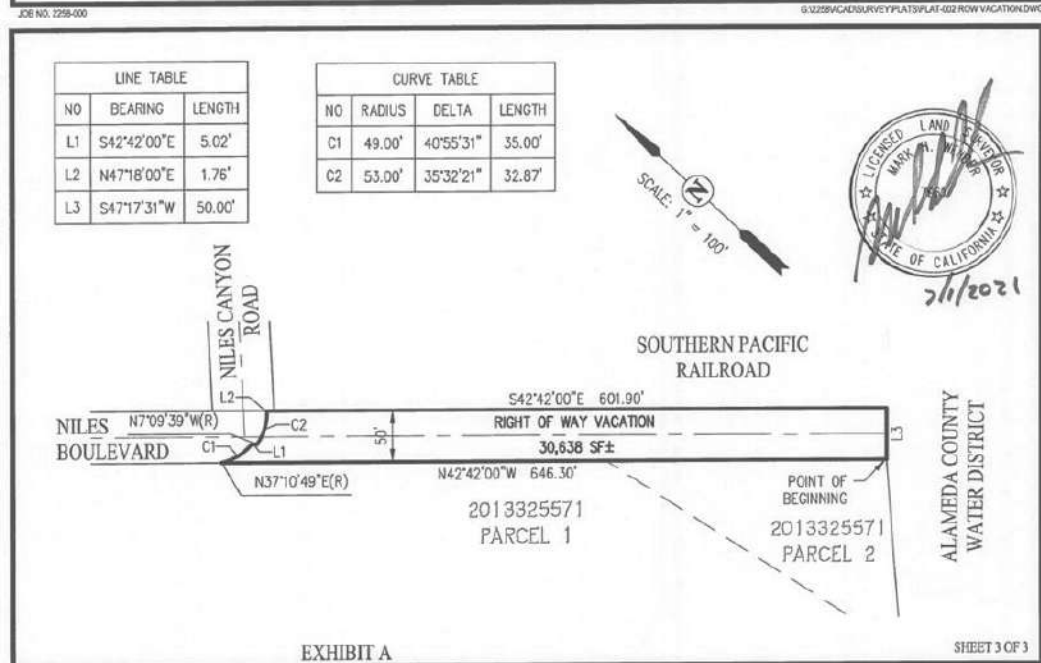 JOB NO. 2258-000
G:\2258\ACAD\SURVEY\PLATS\PLAT-002 ROW VACATION.DWG
LINE TABLE
NO BEARING LENGTH
L1 S42°42'00"E 5.02'
L2 N47°18'00"E 1.76'
L3 S47°17'31"W 50.00'
CURVE TABLE
NO RADIUS DELTA LENGTH
C1 49.00' 40°55'31" 35.00'
C2 53.00' 35°32'21" 32.87'
N
SCALE: 1" = 100'
LICENSED LAND SURVEYOR
MARK H.
STATE OF CALIFORNIA
NILES CANYON
ROAD
SOUTHERN PACIFIC
RAILROAD
L2
S42°42'00"E 601.90'
NILES
BOULEVARD
N7°09'39"W(R)
C2
C1
L1
50'
RIGHT OF WAY VACATION
30,638 SF±
L3
N37°10'49"E(R)
N42°42'00"W 646.30'
POINT OF
BEGINNING
2013325571
PARCEL 1
2013325571
PARCEL 2
ALAMEDA COUNTY
WATER DISTRICT
EXHIBIT A
SHEET 3 OF 3